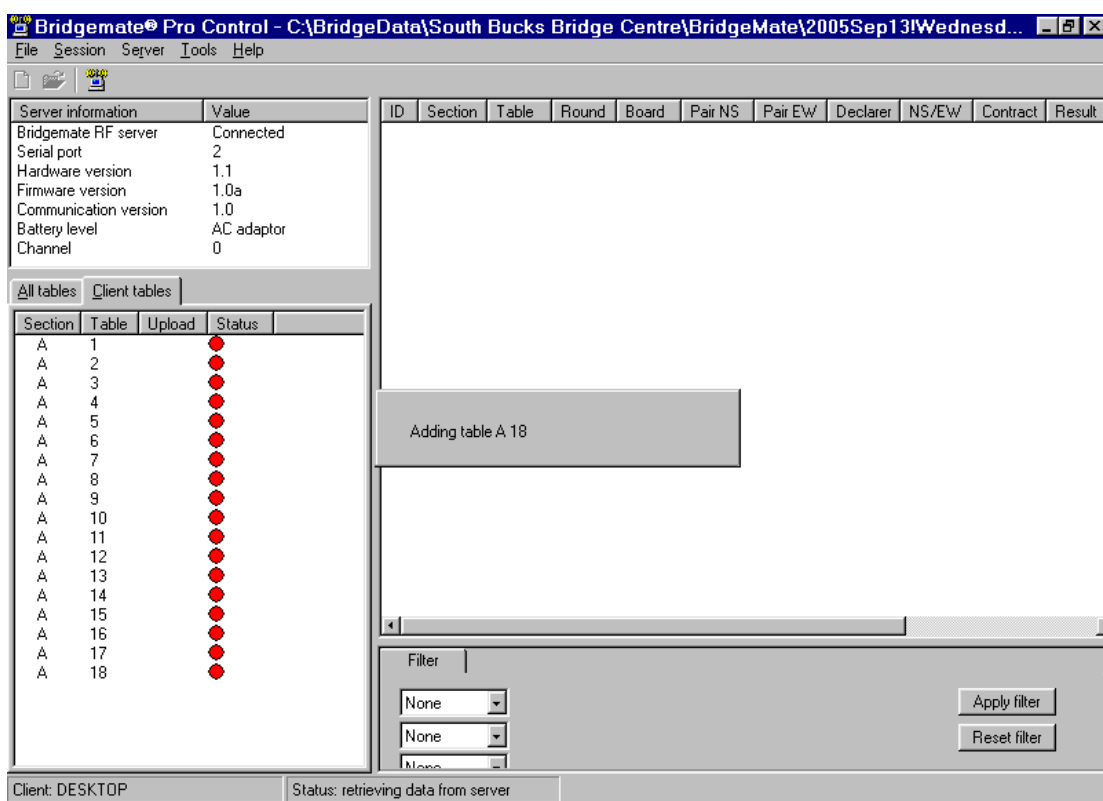 Bridgemate® Pro Control - C:\BridgeData\South Bucks Bridge Centre\BridgeMate\2005Sep13!Wednesd...
File Session Server Tools Help
Server information Value
Bridgemate RF server Connected
Serial port 2
Hardware version 1.1
Firmware version 1.0a
Communication version 1.0
Battery level AC adaptor
Channel 0
All tables Client tables
Section Table Upload Status
A 1
A 2
A 3
A 4
A 5
A 6
A 7
A 8
A 9
A 10
A 11
A 12
A 13
A 14
A 15
A 16
A 17
A 18
ID Section Table Round Board Pair NS Pair EW Declarer NS/EW Contract Result
Adding table A 18
Filter
None
Apply filter
None
Reset filter
None
Client: DESKTOP Status: retrieving data from server